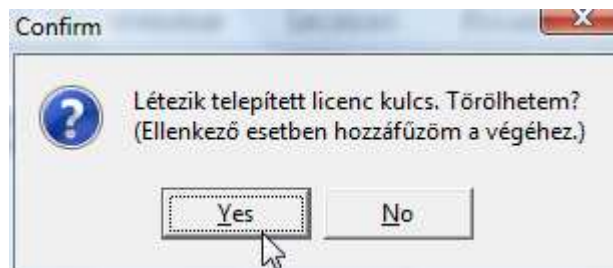 Confirm
Létezik telepített licenc kulcs. Törölhetem?
(Ellenkező esetben hozzáfűzöm a végéhez.)
Yes
No